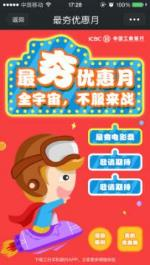 中国移动 17:28
返回 最夯优惠月
ICBC 中国工商银行
最夯优惠月
全宇宙，不服来战
最夯电影票
敬请期待
敬请期待